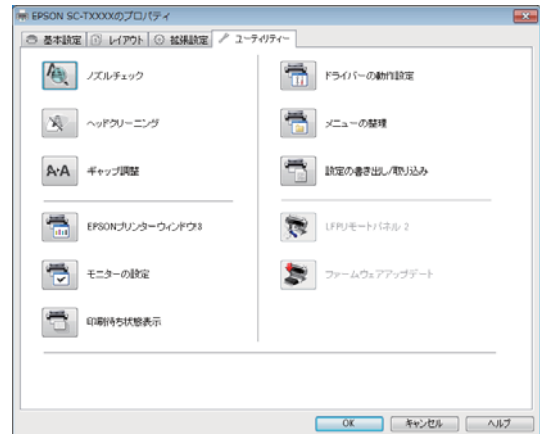 EPSON SC-TXXXXのプロパティ
基本設定 レイアウト 拡張設定 ユーティリティー
ノズルチェック
ヘッドクリーニング
ギャップ調整
EPSONプリンターウィンドウ!3
モニターの設定
印刷待ち状態表示
ドライバーの動作設定
メニューの整理
設定の書き出し/取り込み
LFPリモートパネル 2
ファームウェアアップデート
OK キャンセル ヘルプ